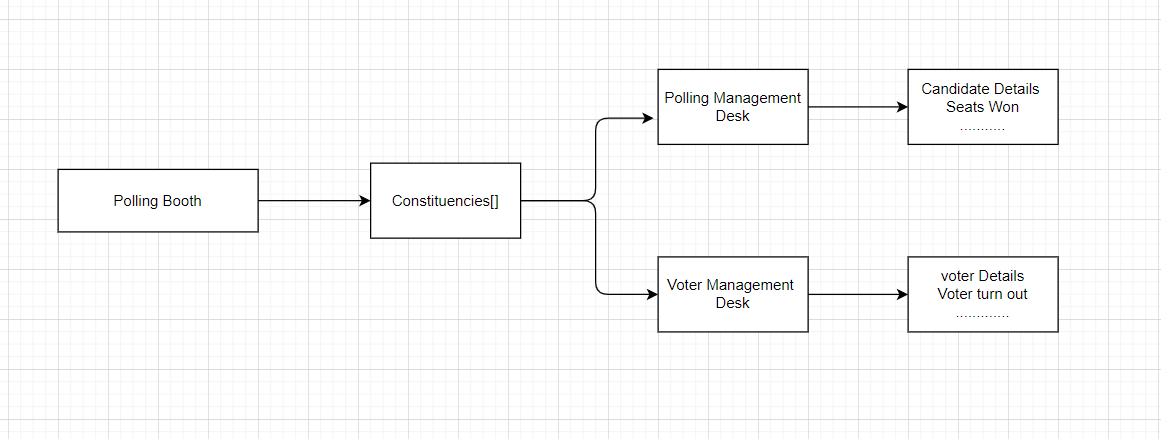 Polling Booth
Constituencies[]
Polling Management
Desk
Candidate Details
Seats Won
...........
Voter Management
Desk
voter Details
Voter turn out
.............